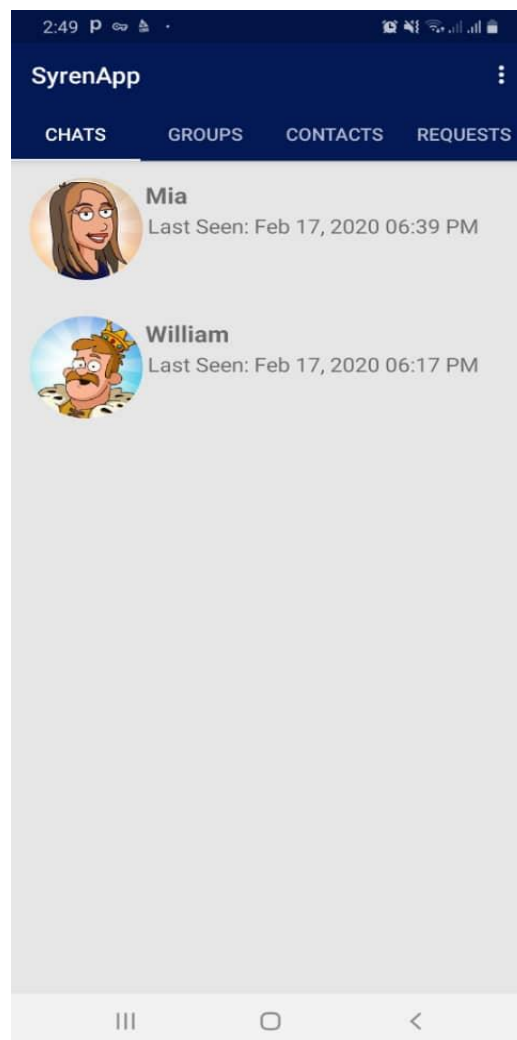 2:49 P
SyrenApp
CHATS GROUPS CONTACTS REQUESTS
Mia
Last Seen: Feb 17, 2020 06:39 PM
William
Last Seen: Feb 17, 2020 06:17 PM